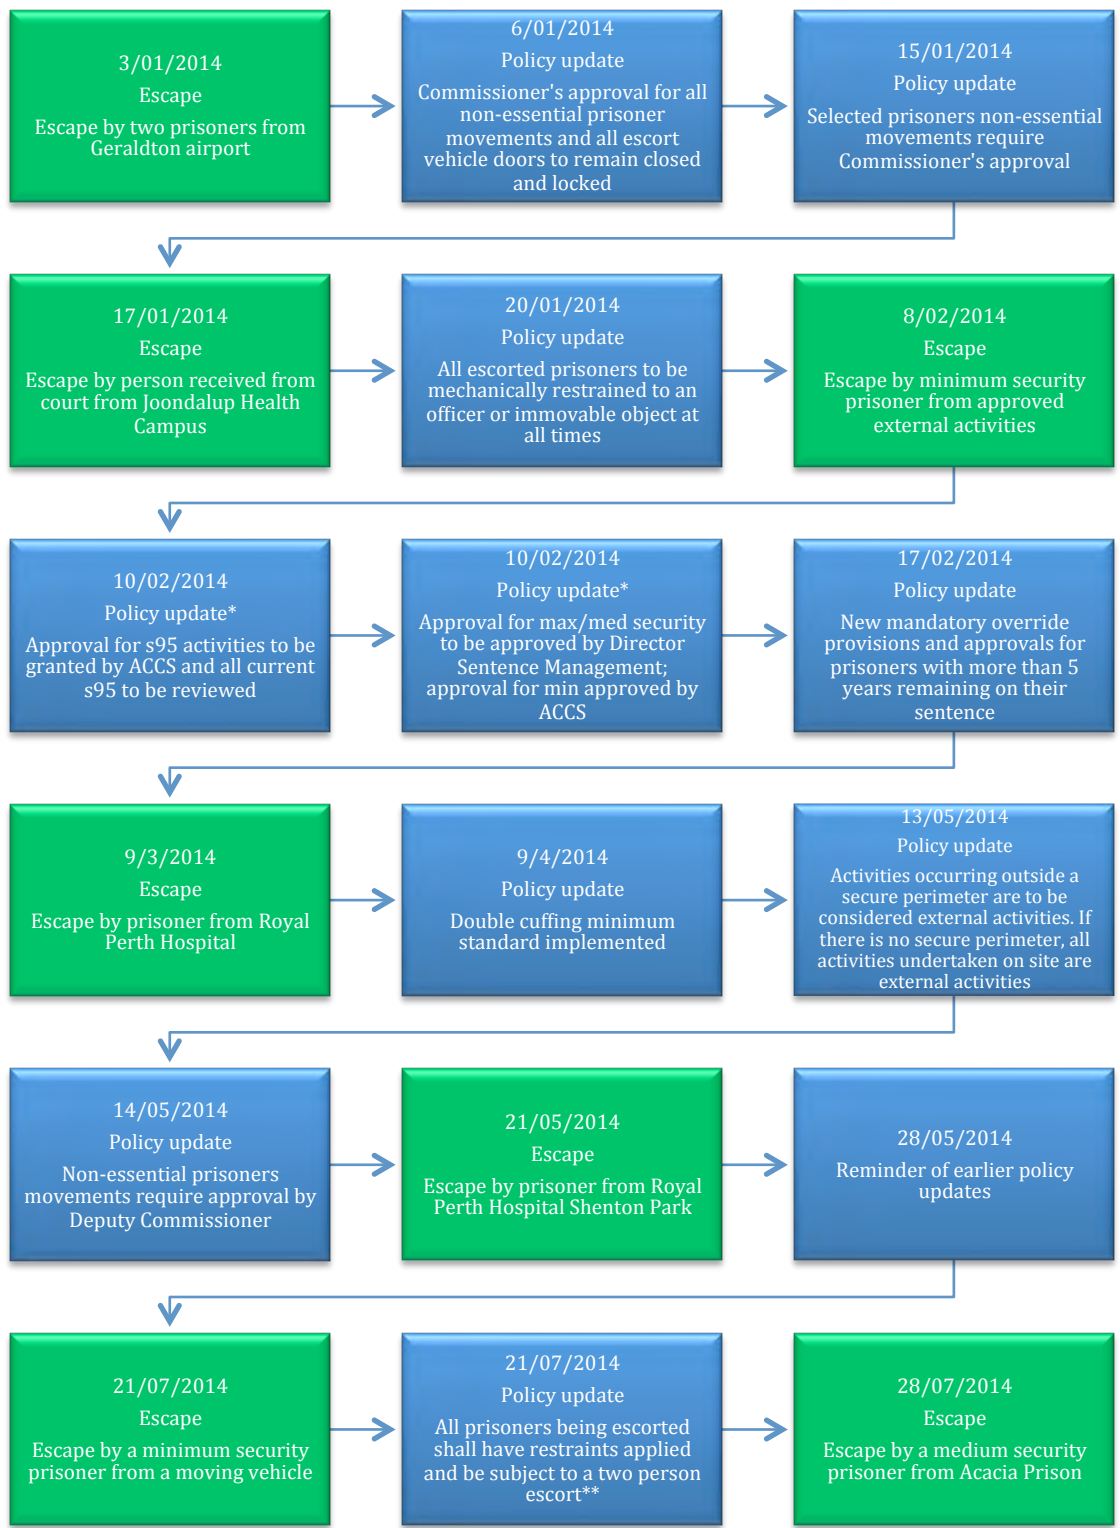 3/01/2014
Escape
Escape by two prisoners from
Geraldton airport
6/01/2014
Policy update
Commissioner's approval for all
non-essential prisoner
movements and all escort
vehicle doors to remain closed
and locked
15/01/2014
Policy update
Selected prisoners non-essential
movements require
Commissioner's approval
17/01/2014
Escape
Escape by person received from
court from Joondalup Health
Campus
20/01/2014
Policy update
All escorted prisoners to be
mechanically restrained to an
officer or immovable object at
all times
8/02/2014
Escape
Escape by minimum security
prisoner from approved
external activities
10/02/2014
Policy update*
Approval for s95 activities to be
granted by ACCS and all current
s95 to be reviewed
10/02/2014
Policy update*
Approval for max/med security
to be approved by Director
Sentence Management;
approval for min approved by
ACCS
17/02/2014
Policy update
New mandatory override
provisions and approvals for
prisoners with more than 5
years remaining on their
sentence
9/3/2014
Escape
Escape by prisoner from Royal
Perth Hospital
9/4/2014
Policy update
Double cuffing minimum
standard implemented
13/05/2014
Policy update
Activities occurring outside a
secure perimeter are to be
considered external activities. If
there is no secure perimeter, all
activities undertaken on site are
external activities
14/05/2014
Policy update
Non-essential prisoners
movements require approval by
Deputy Commissioner
21/05/2014
Escape
Escape by prisoner from Royal
Perth Hospital Shenton Park
28/05/2014
Reminder of earlier policy
updates
21/07/2014
Escape
Escape by a minimum security
prisoner from a moving vehicle
21/07/2014
Policy update
All prisoners being escorted
shall have restraints applied
and be subject to a two person
escort**
28/07/2014
Escape
Escape by a medium security
prisoner from Acacia Prison